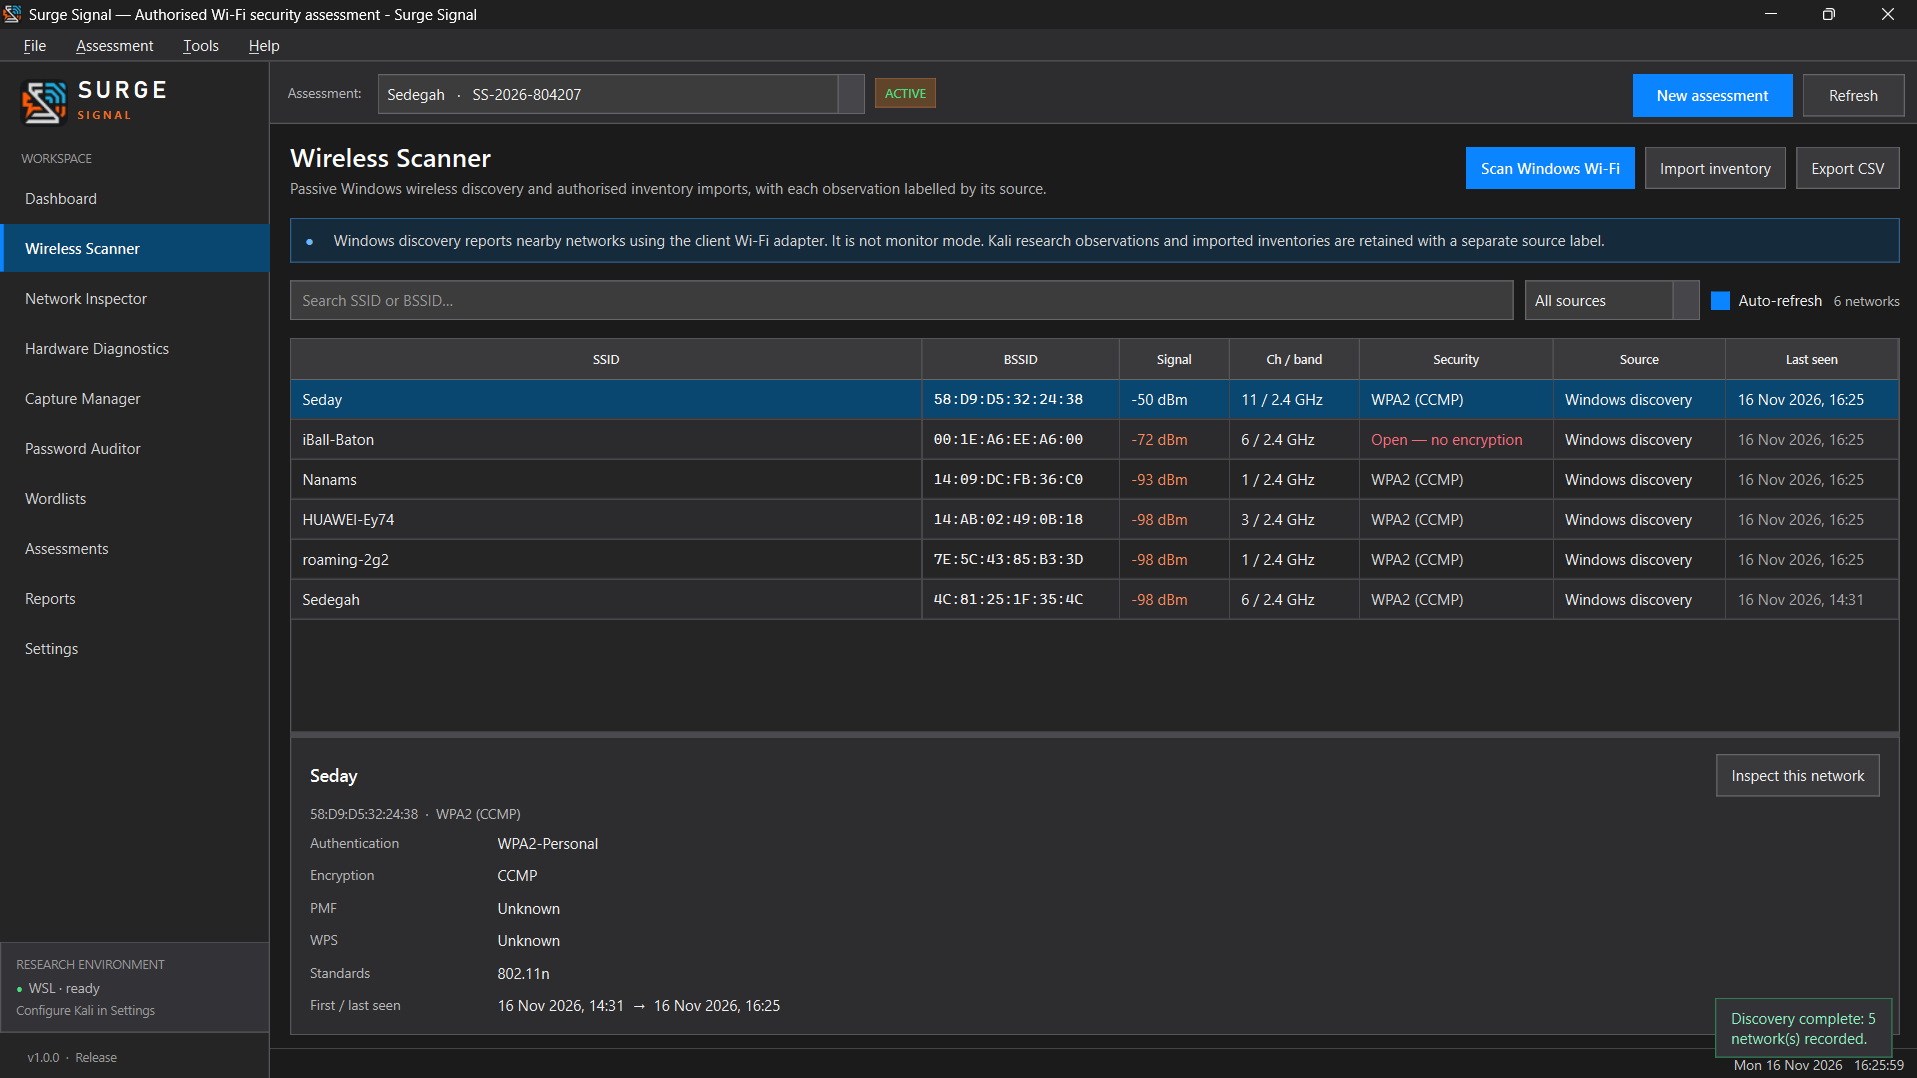 Surge Signal — Authorised Wi-Fi security assessment - Surge Signal
File Assessment Tools Help
SURGE
SIGNAL
Assessment: Sedegah · SS-2026-804207 ACTIVE New assessment Refresh
WORKSPACE
Dashboard
Wireless Scanner
Network Inspector
Hardware Diagnostics
Capture Manager
Password Auditor
Wordlists
Assessments
Reports
Settings
RESEARCH ENVIRONMENT
WSL · ready
Configure Kali in Settings
v1.0.0 · Release
Wireless Scanner
Passive Windows wireless discovery and authorised inventory imports, with each observation labelled by its source.
Scan Windows Wi-Fi Import inventory Export CSV
Windows discovery reports nearby networks using the client Wi-Fi adapter. It is not monitor mode. Kali research observations and imported inventories are retained with a separate source label.
Search SSID or BSSID... All sources Auto-refresh 6 networks
SSID BSSID Signal Ch / band Security Source Last seen
Seday 58:D9:D5:32:24:38 -50 dBm 11 / 2.4 GHz WPA2 (CCMP) Windows discovery 16 Nov 2026, 16:25
iBall-Baton 00:1E:A6:EE:A6:00 -72 dBm 6 / 2.4 GHz Open — no encryption Windows discovery 16 Nov 2026, 16:25
Nanams 14:09:DC:FB:36:C0 -93 dBm 1 / 2.4 GHz WPA2 (CCMP) Windows discovery 16 Nov 2026, 16:25
HUAWEI-Ey74 14:AB:02:49:0B:18 -98 dBm 3 / 2.4 GHz WPA2 (CCMP) Windows discovery 16 Nov 2026, 16:25
roaming-2g2 7E:5C:43:85:B3:3D -98 dBm 1 / 2.4 GHz WPA2 (CCMP) Windows discovery 16 Nov 2026, 16:25
Sedegah 4C:81:25:1F:35:4C -98 dBm 6 / 2.4 GHz WPA2 (CCMP) Windows discovery 16 Nov 2026, 14:31
Seday Inspect this network
58:D9:D5:32:24:38 · WPA2 (CCMP)
Authentication WPA2-Personal
Encryption CCMP
PMF Unknown
WPS Unknown
Standards 802.11n
First / last seen 16 Nov 2026, 14:31 → 16 Nov 2026, 16:25
Discovery complete: 5
network(s) recorded.
Mon 16 Nov 2026 16:25:59